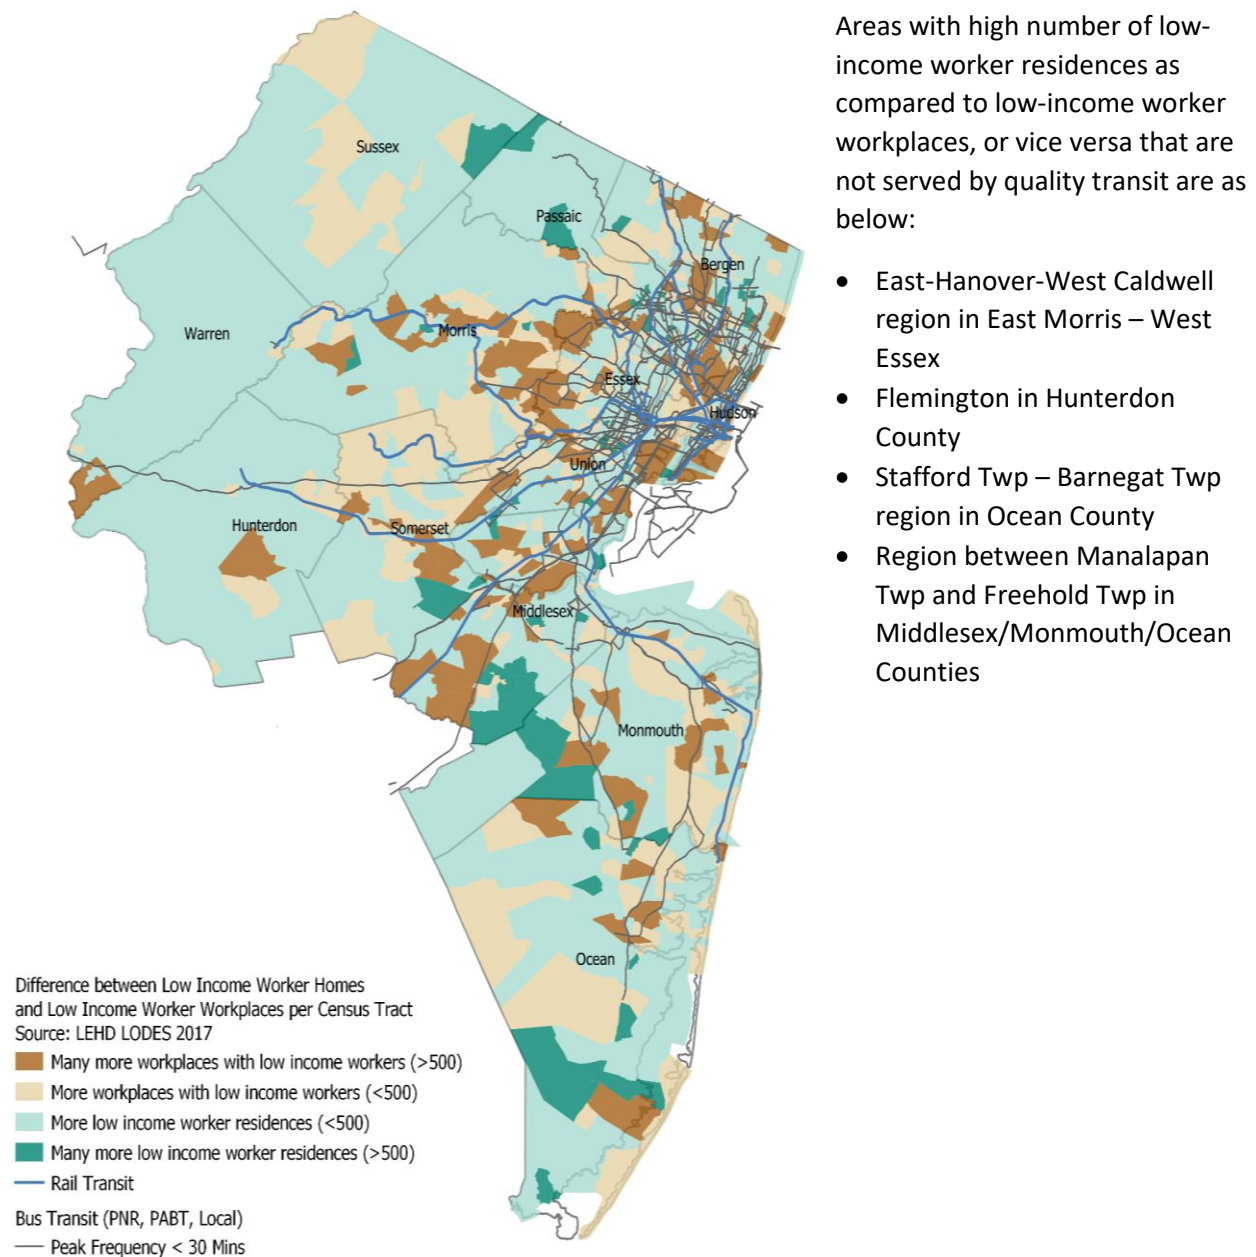 Areas with high number of low-
income worker residences as
compared to low-income worker
workplaces, or vice versa that are
not served by quality transit are as
below:
• East-Hanover-West Caldwell
region in East Morris – West
Essex
• Flemington in Hunterdon
County
• Stafford Twp – Barnegat Twp
region in Ocean County
• Region between Manalapan
Twp and Freehold Twp in
Middlesex/Monmouth/Ocean
Counties
Sussex
Passaic
Bergen
Warren
Morris
Essex
Hudson
Union
Hunterdon
Somerset
Middlesex
Monmouth
Ocean
Difference between Low Income Worker Homes
and Low Income Worker Workplaces per Census Tract
Source: LEHD LODES 2017
Many more workplaces with low income workers (>500)
More workplaces with low income workers (<500)
More low income worker residences (<500)
Many more low income worker residences (>500)
Rail Transit
Bus Transit (PNR, PABT, Local)
Peak Frequency < 30 Mins